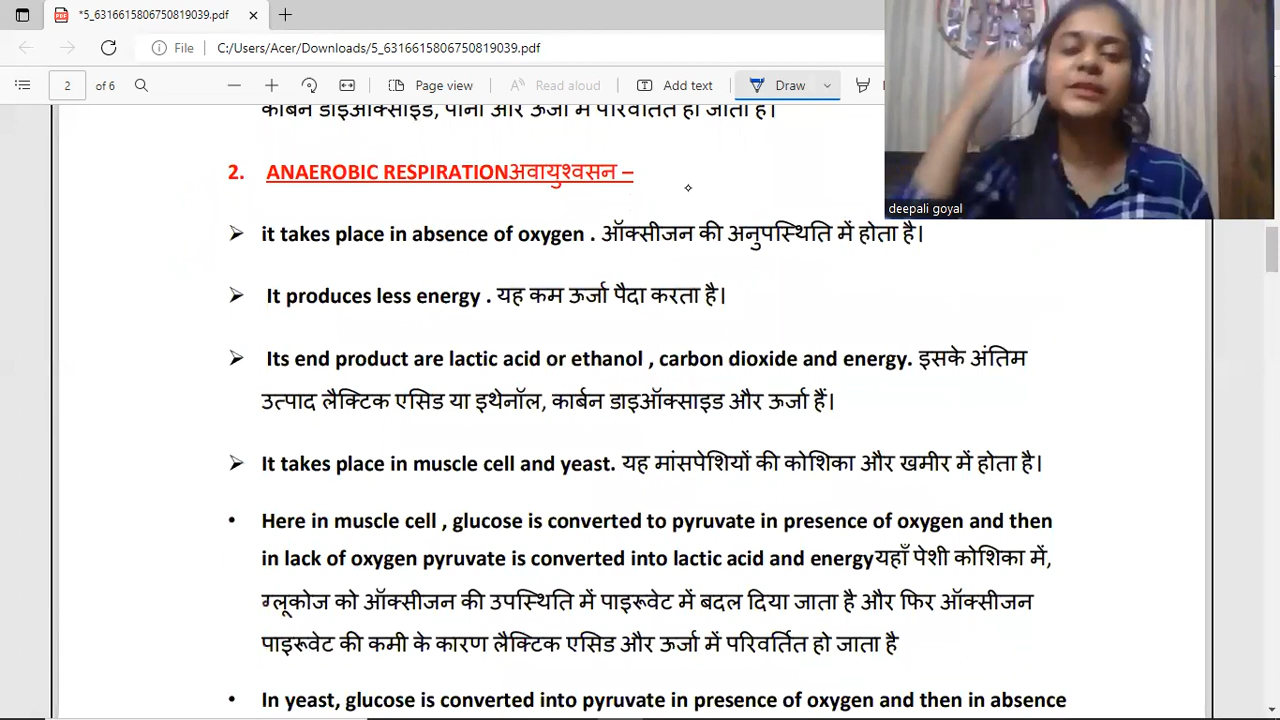 *5_6316615806750819039.pdf
File C:/Users/Acer/Downloads/5_6316615806750819039.pdf
2 of 6 Page view Read aloud Add text Draw
deepali goyal
कार्बन डाइऑक्साइड, पानी और ऊर्जा में परिवर्तित हो जाता है।
2. ANAEROBIC RESPIRATIONअवायुश्वसन –
➢ it takes place in absence of oxygen . ऑक्सीजन की अनुपस्थिति में होता है।
➢ It produces less energy . यह कम ऊर्जा पैदा करता है।
➢ Its end product are lactic acid or ethanol , carbon dioxide and energy. इसके अंतिम
उत्पाद लैक्टिक एसिड या इथेनॉल, कार्बन डाइऑक्साइड और ऊर्जा हैं।
➢ It takes place in muscle cell and yeast. यह मांसपेशियों की कोशिका और खमीर में होता है।
• Here in muscle cell , glucose is converted to pyruvate in presence of oxygen and then
in lack of oxygen pyruvate is converted into lactic acid and energyयहाँ पेशी कोशिका में,
ग्लूकोज को ऑक्सीजन की उपस्थिति में पाइरूवेट में बदल दिया जाता है और फिर ऑक्सीजन
पाइरूवेट की कमी के कारण लैक्टिक एसिड और ऊर्जा में परिवर्तित हो जाता है
• In yeast, glucose is converted into pyruvate in presence of oxygen and then in absence